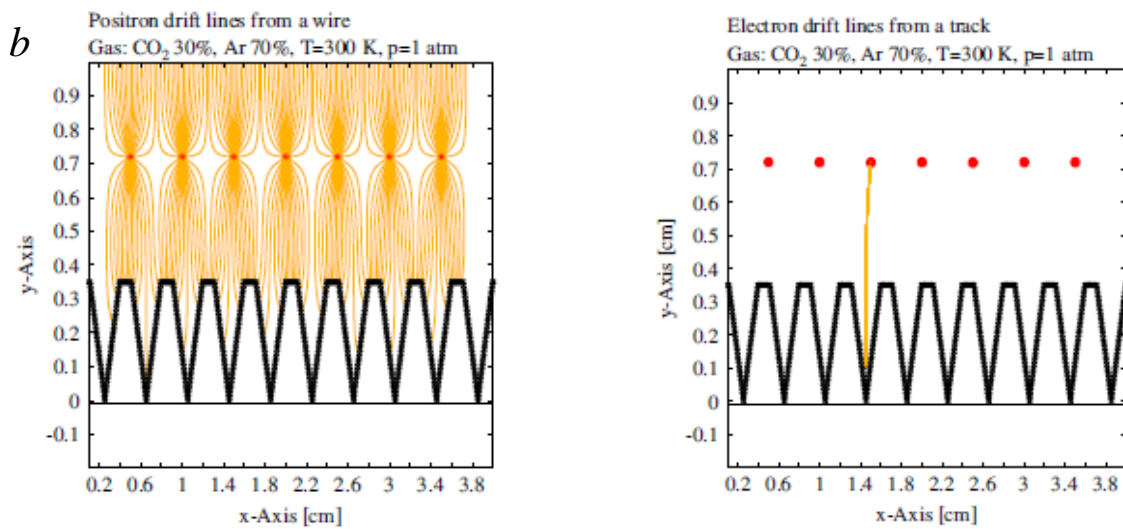 b
Positron drift lines from a wire
Gas: CO₂ 30%, Ar 70%, T=300 K, p=1 atm
y-Axis
0.9
0.8
0.7
0.6
0.5
0.4
0.3
0.2
0.1
0
-0.1
0.2 0.6 1 1.4 1.8 2.2 2.6 3 3.4 3.8
x-Axis [cm]
Electron drift lines from a track
Gas: CO₂ 30%, Ar 70%, T=300 K, p=1 atm
y-Axis [cm]
0.9
0.8
0.7
0.6
0.5
0.4
0.3
0.2
0.1
0
-0.1
0.2 0.6 1 1.4 1.8 2.2 2.6 3 3.4 3.8
x-Axis [cm]